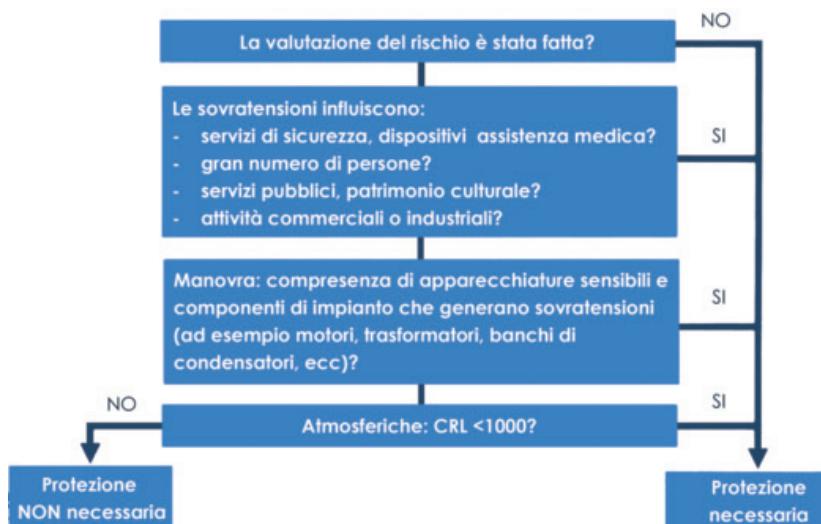 La valutazione del rischio è stata fatta?
NO
Le sovratensioni influiscono:
- servizi di sicurezza, dispositivi assistenza medica?
- gran numero di persone?
- servizi pubblici, patrimonio culturale?
- attività commerciali o industriali?
SI
Manovra: compresenza di apparecchiature sensibili e
componenti di impianto che generano sovratensioni
(ad esempio motori, trasformatori, banchi di
condensatori, ecc)?
SI
NO
Atmosferiche: CRL <1000?
SI
Protezione
NON necessaria
Protezione
necessaria